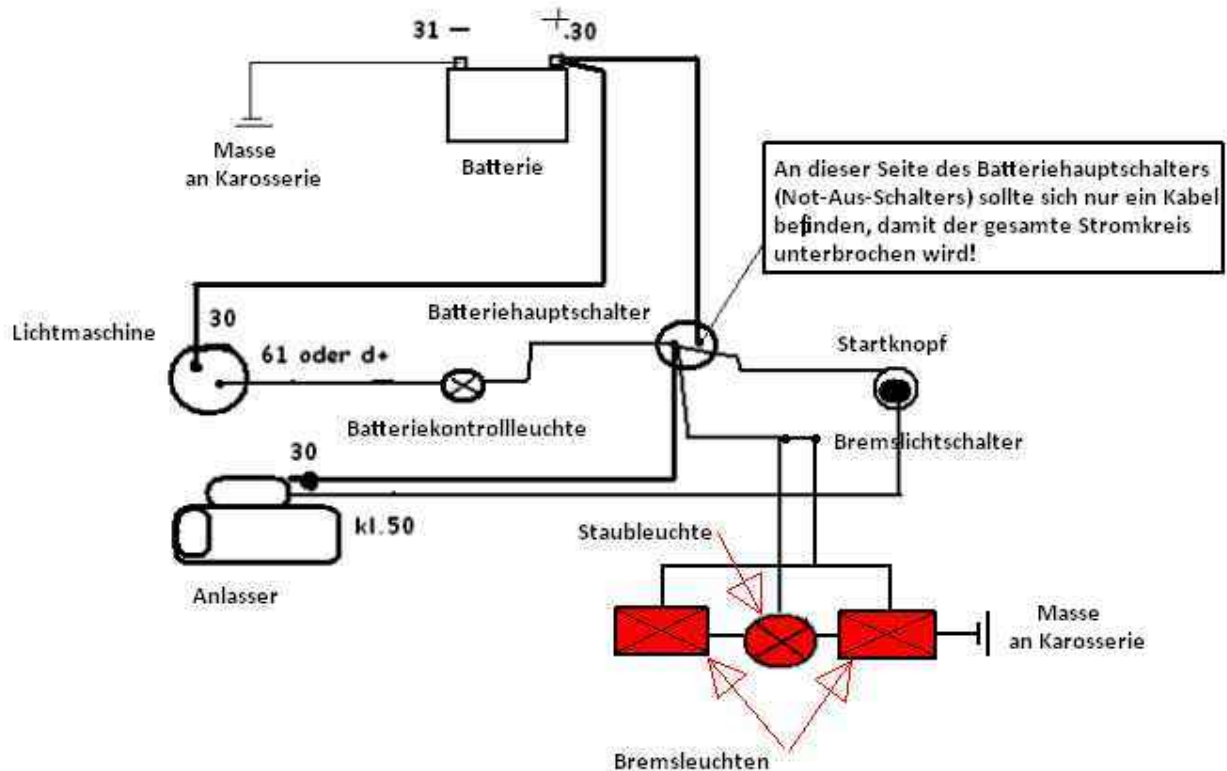 31 –
+.30
Masse
an Karosserie
Batterie
An dieser Seite des Batteriehauptschalters
(Not-Aus-Schalters) sollte sich nur ein Kabel
befinden, damit der gesamte Stromkreis
unterbrochen wird!
Lichtmaschine
30
Batteriehauptschalter
Startknopf
61 oder d+
Batteriekontrollleuchte
Bremslichtschalter
30
kl.50
Anlasser
Staubleuchte
Masse
an Karosserie
Bremsleuchten